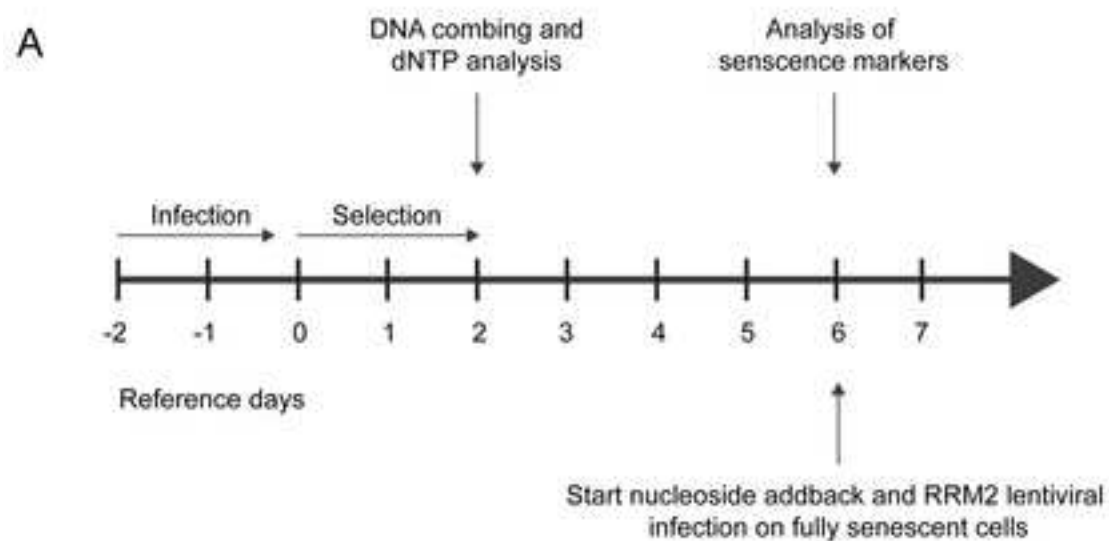 A
DNA combing and
dNTP analysis
Analysis of
senscence markers
Infection
Selection
-2 -1 0 1 2 3 4 5 6 7
Reference days
Start nucleoside addback and RRM2 lentiviral
infection on fully senescent cells